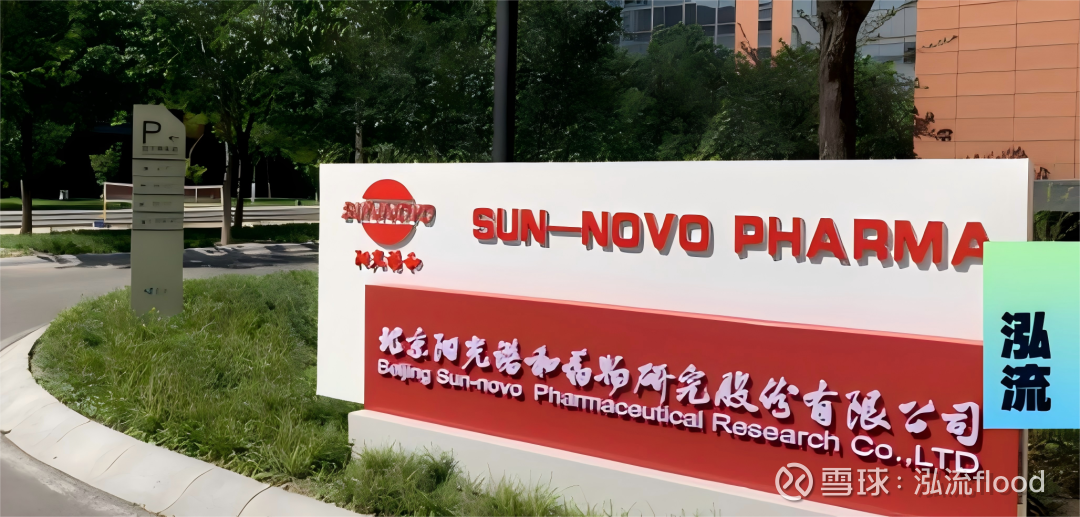 P
SUN-NOVO
阳光诺和
SUN—NOVO PHARMA
北京阳光诺和药物研究股份有限公司
Beijing Sun-novo Pharmaceutical Research Co.,LTD
泓流
雪球：泓流flood